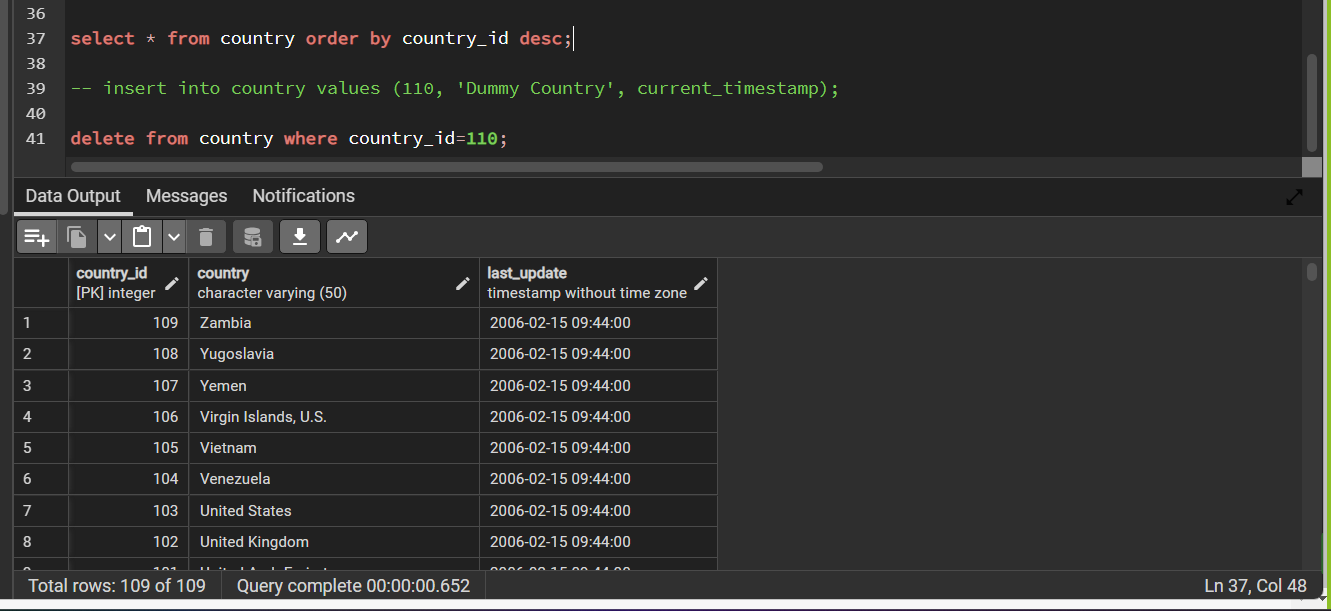 36
37 select * from country order by country_id desc;
38
39 -- insert into country values (110, 'Dummy Country', current_timestamp);
40
41 delete from country where country_id=110;
Data Output Messages Notifications
country_id country last_update
[PK] integer character varying (50) timestamp without time zone
1 109 Zambia 2006-02-15 09:44:00
2 108 Yugoslavia 2006-02-15 09:44:00
3 107 Yemen 2006-02-15 09:44:00
4 106 Virgin Islands, U.S. 2006-02-15 09:44:00
5 105 Vietnam 2006-02-15 09:44:00
6 104 Venezuela 2006-02-15 09:44:00
7 103 United States 2006-02-15 09:44:00
8 102 United Kingdom 2006-02-15 09:44:00
Total rows: 109 of 109 Query complete 00:00:00.652 Ln 37, Col 48